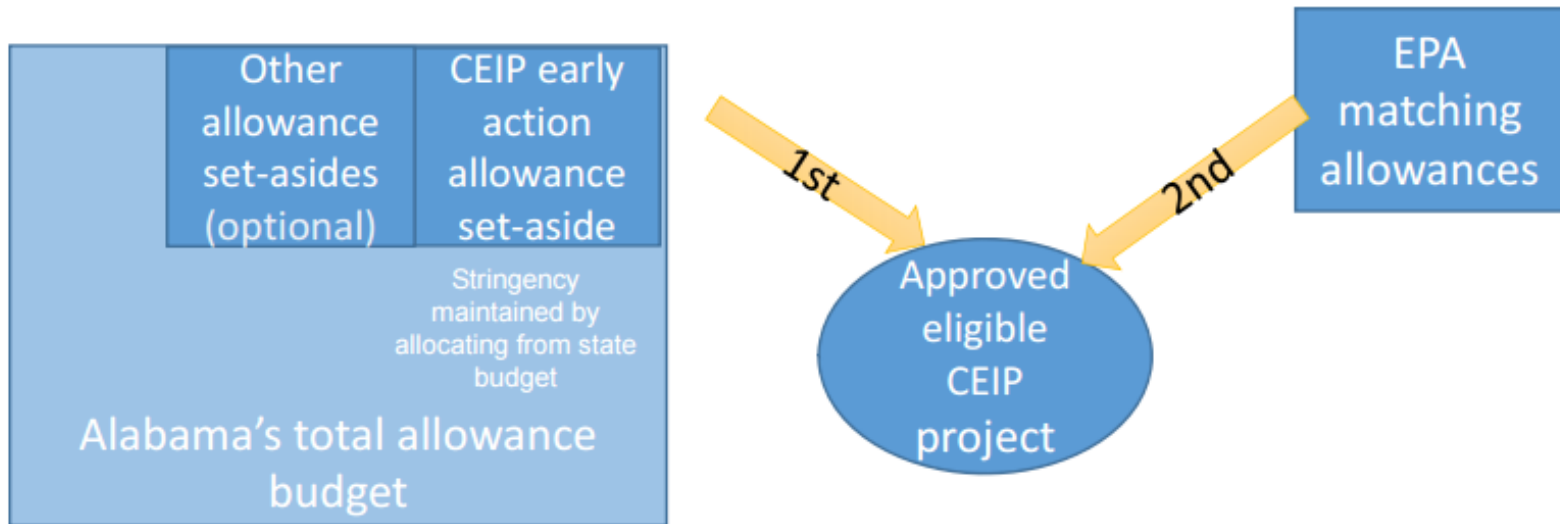 Other
allowance
set-asides
(optional)
CEIP early
action
allowance
set-aside
Stringency
maintained by
allocating from state
budget
Alabama’s total allowance
budget
1st
2nd
EPA
matching
allowances
Approved
eligible
CEIP
project